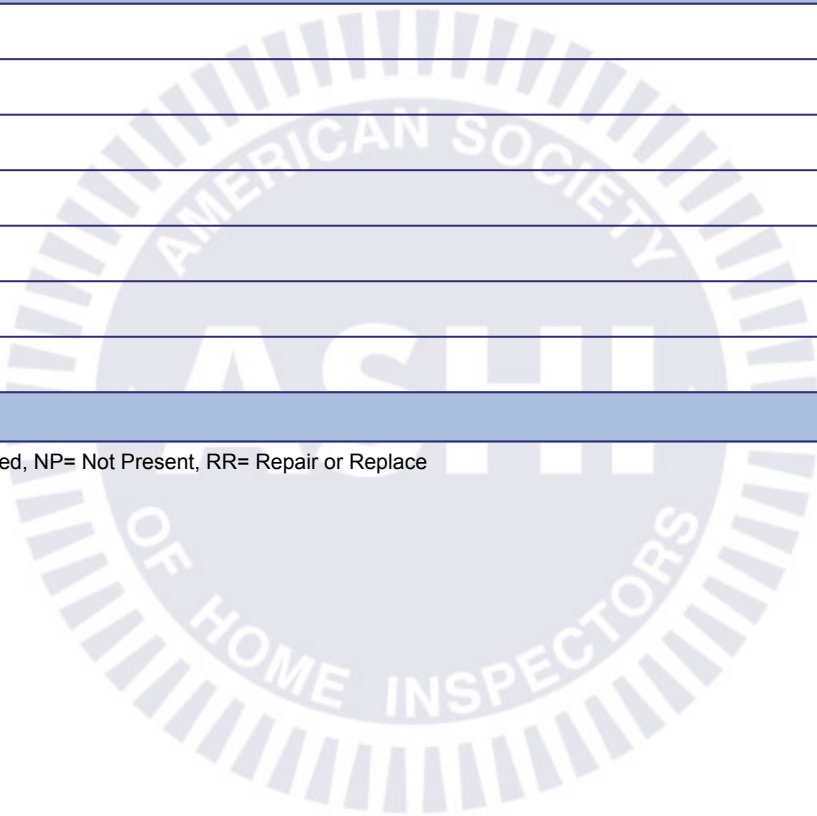 AMERICAN SOCIETY
ASHI
ed, NP= Not Present, RR= Repair or Replace
OF HOME INSPECTORS